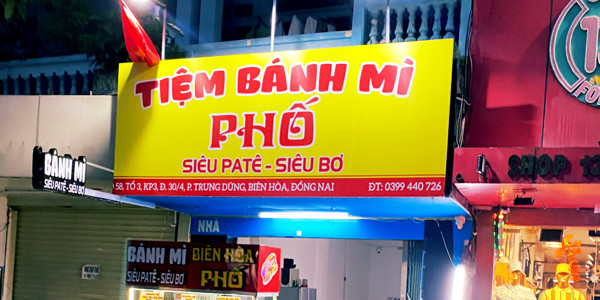 TIỆM BÁNH MÌ
PHỐ
SIÊU PATÊ - SIÊU BƠ
58, TỔ 3, KP3, Đ. 30/4, P. TRUNG DŨNG, BIÊN HÒA, ĐỒNG NAI
ĐT: 0399 440 726
BÁNH MÌ
SIÊU PATÊ - SIÊU BƠ
NHÀ
BÁNH MÌ
SIÊU PATÊ - SIÊU BƠ
BIÊN HÒA
PHỐ
SHOP